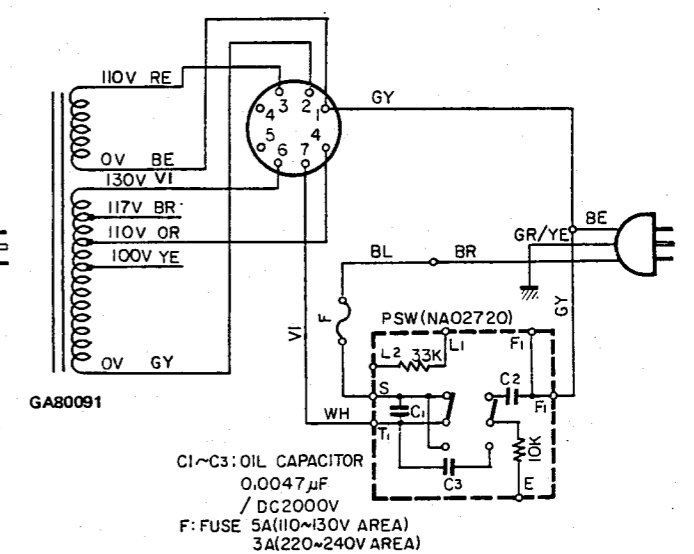 110V RE
0V BE
130V VI
117V BR
110V OR
100V YE
0V GY
GA80091
3 2 1
4
5
6 7 4
GY
BE
GR/YE
BL BR
GY
F
VI
WH
PSW(NA02720)
L2 33K L1 F1
S
C1
C2
F1
T1
10K
C3
E
C1~C3:OIL CAPACITOR
0.0047µF
/ DC2000V
F:FUSE 5A(110~130V AREA)
3A(220~240V AREA)